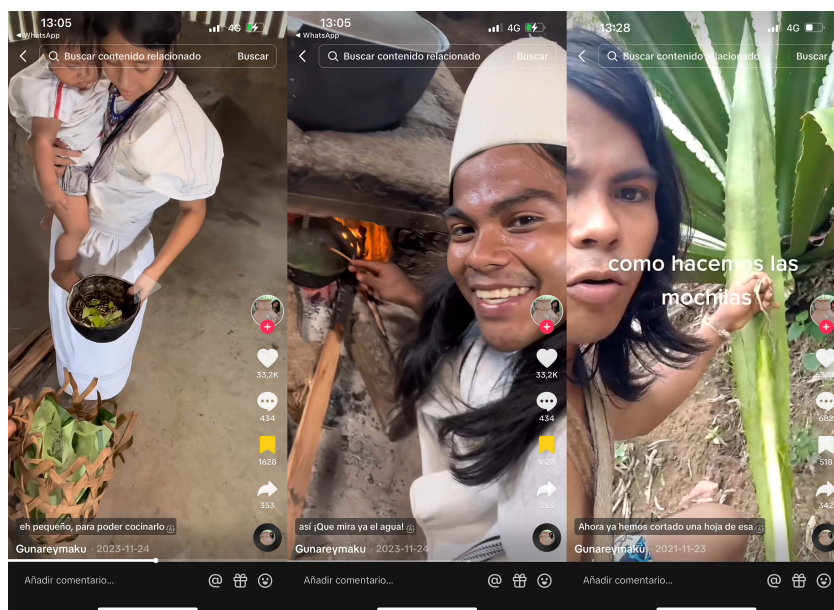 13:05
4G
WhatsApp
Buscar contenido relacionado
Buscar
33,2K
434
1628
353
eh pequeño, para poder cocinarlo
Gunareymaku · 2023-11-24
Añadir comentario...
13:05
4G
WhatsApp
Buscar contenido relacionado
Buscar
33,2K
434
1628
353
así ¡Que mira ya el agua!
Gunareymaku · 2023-11-24
Añadir comentario...
13:28
4G
Buscar contenido relacionado
Buscar
como hacemos las
mochilas
682
518
342
Ahora ya hemos cortado una hoja de esa
Gunareymaku · 2021-11-23
Añadir comentario...